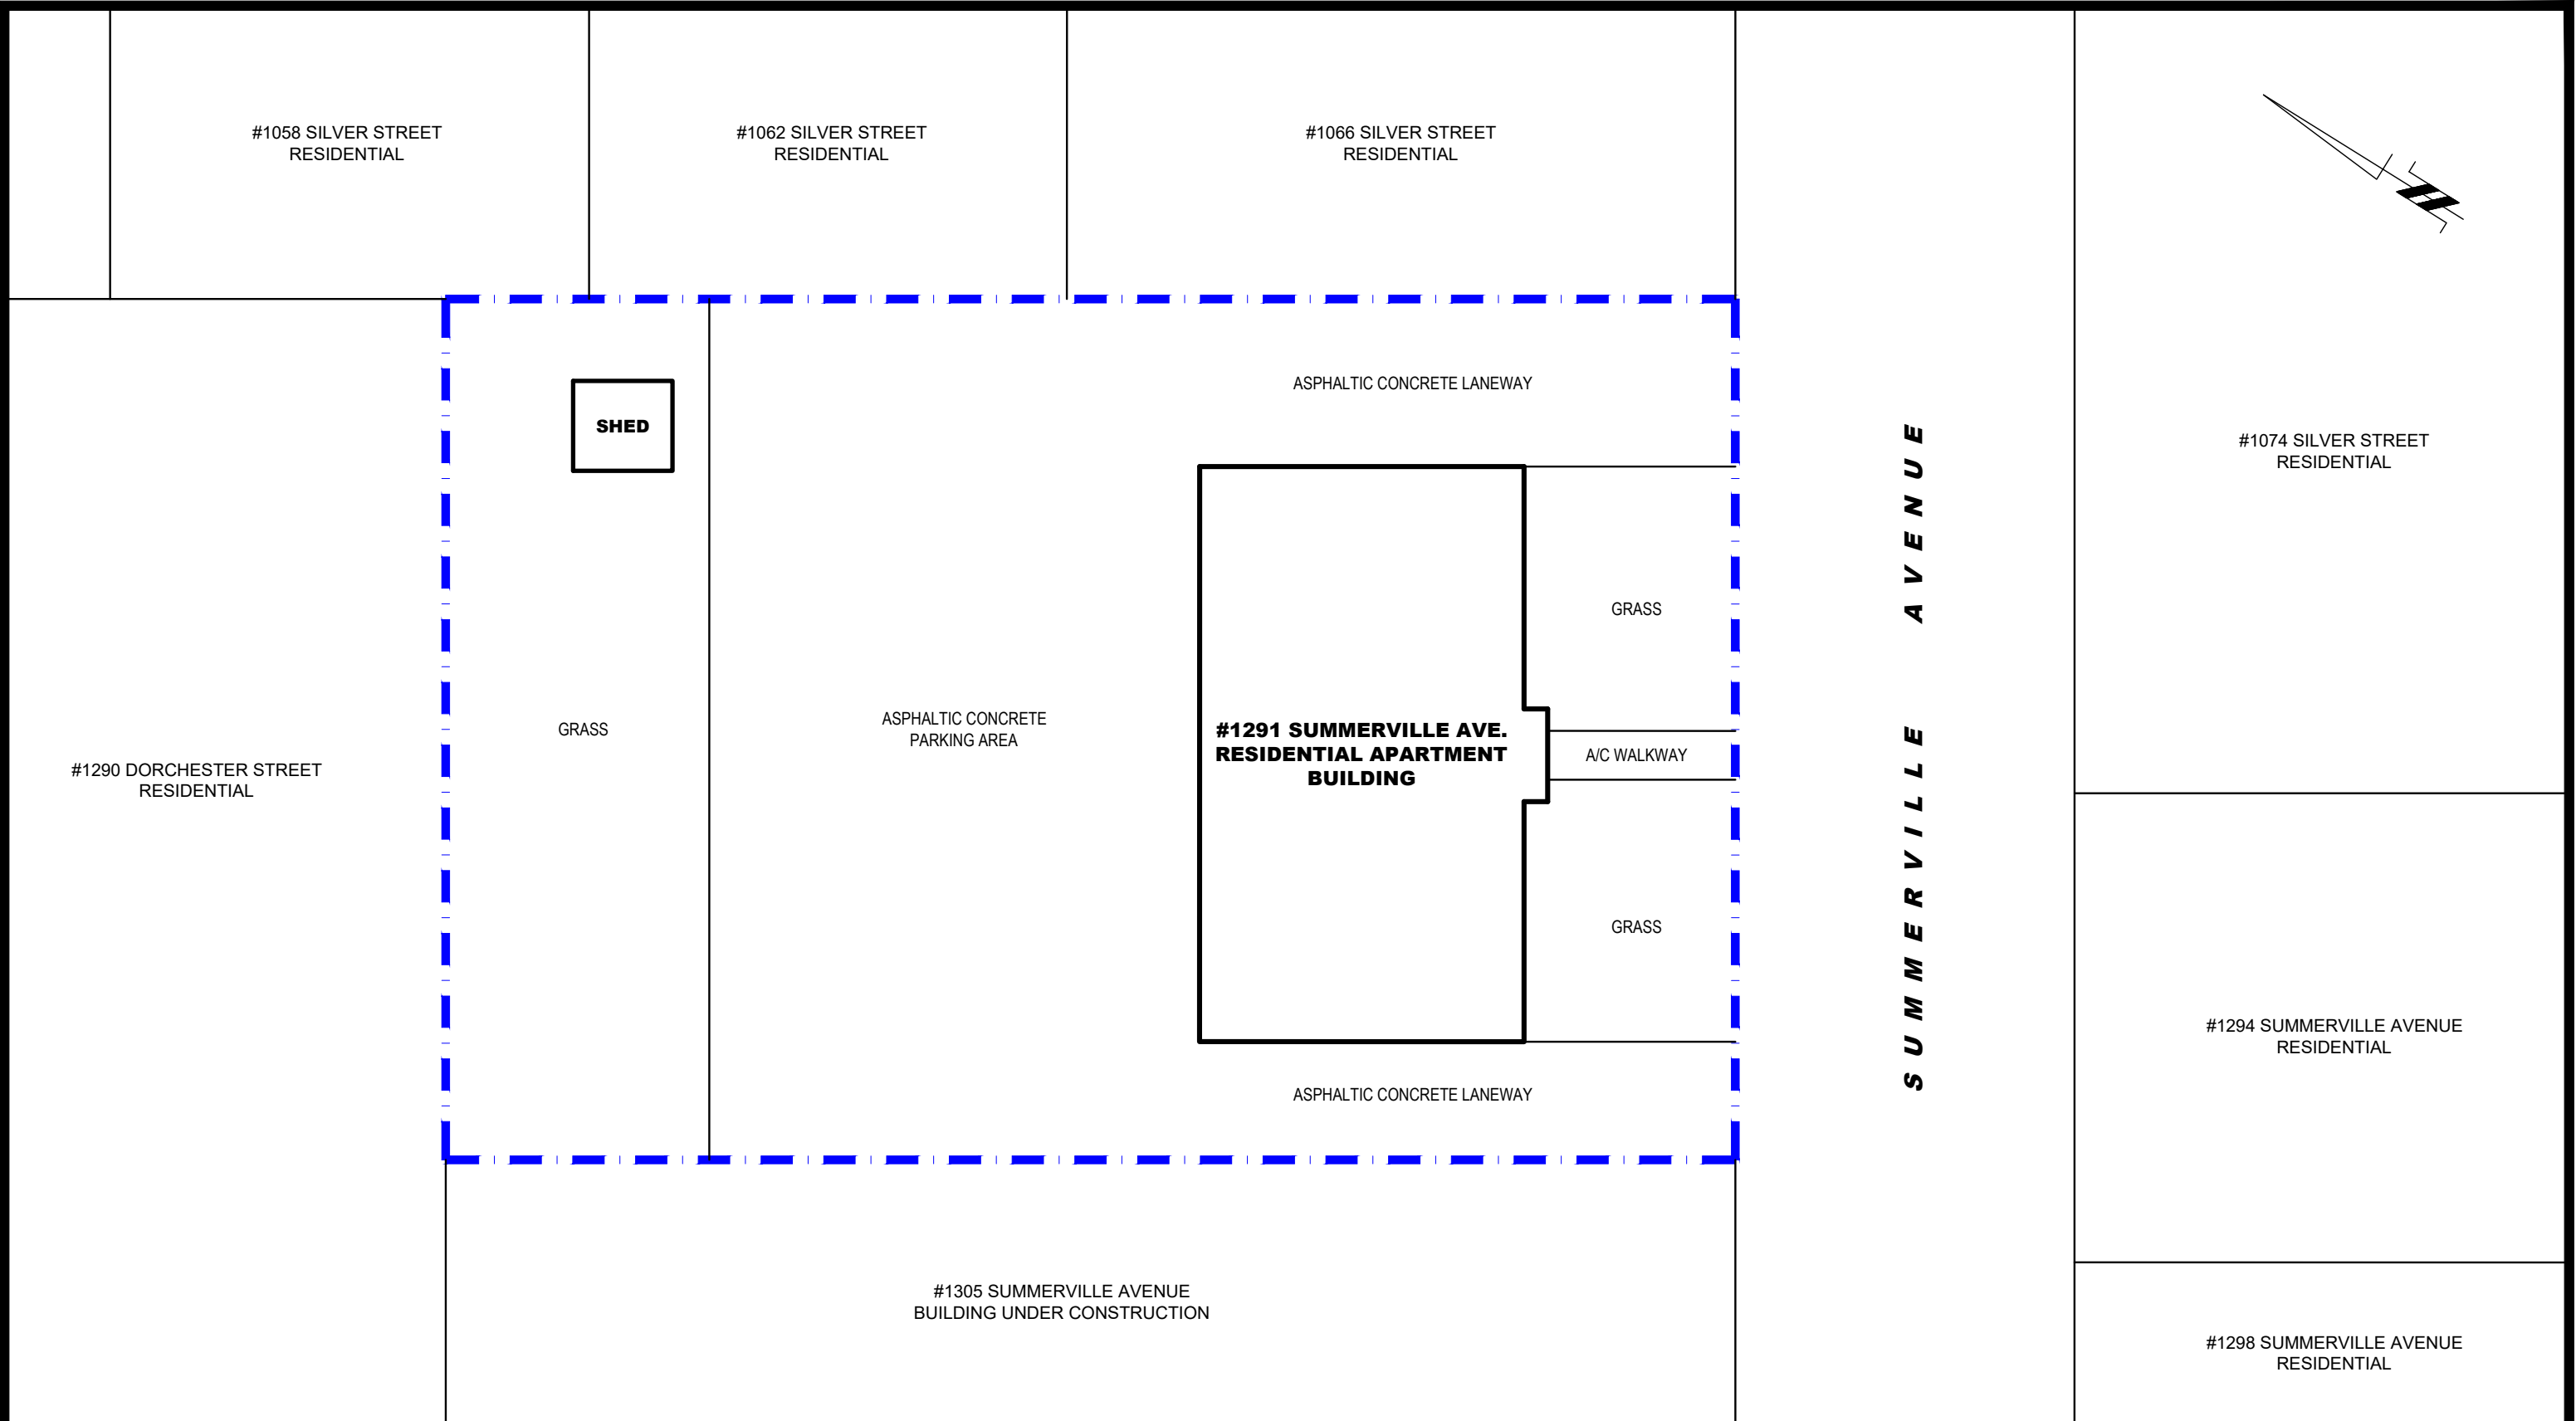 #1058 SILVER STREET
RESIDENTIAL
#1062 SILVER STREET
RESIDENTIAL
#1066 SILVER STREET
RESIDENTIAL
ASPHALTIC CONCRETE LANEWAY
SHED
#1074 SILVER STREET
RESIDENTIAL
GRASS
GRASS
ASPHALTIC CONCRETE
PARKING AREA
#1291 SUMMERVILLE AVE.
RESIDENTIAL APARTMENT
BUILDING
A/C WALKWAY
SUMMERVILLE AVENUE
#1290 DORCHESTER STREET
RESIDENTIAL
GRASS
#1294 SUMMERVILLE AVENUE
RESIDENTIAL
ASPHALTIC CONCRETE LANEWAY
#1305 SUMMERVILLE AVENUE
BUILDING UNDER CONSTRUCTION
#1298 SUMMERVILLE AVENUE
RESIDENTIAL